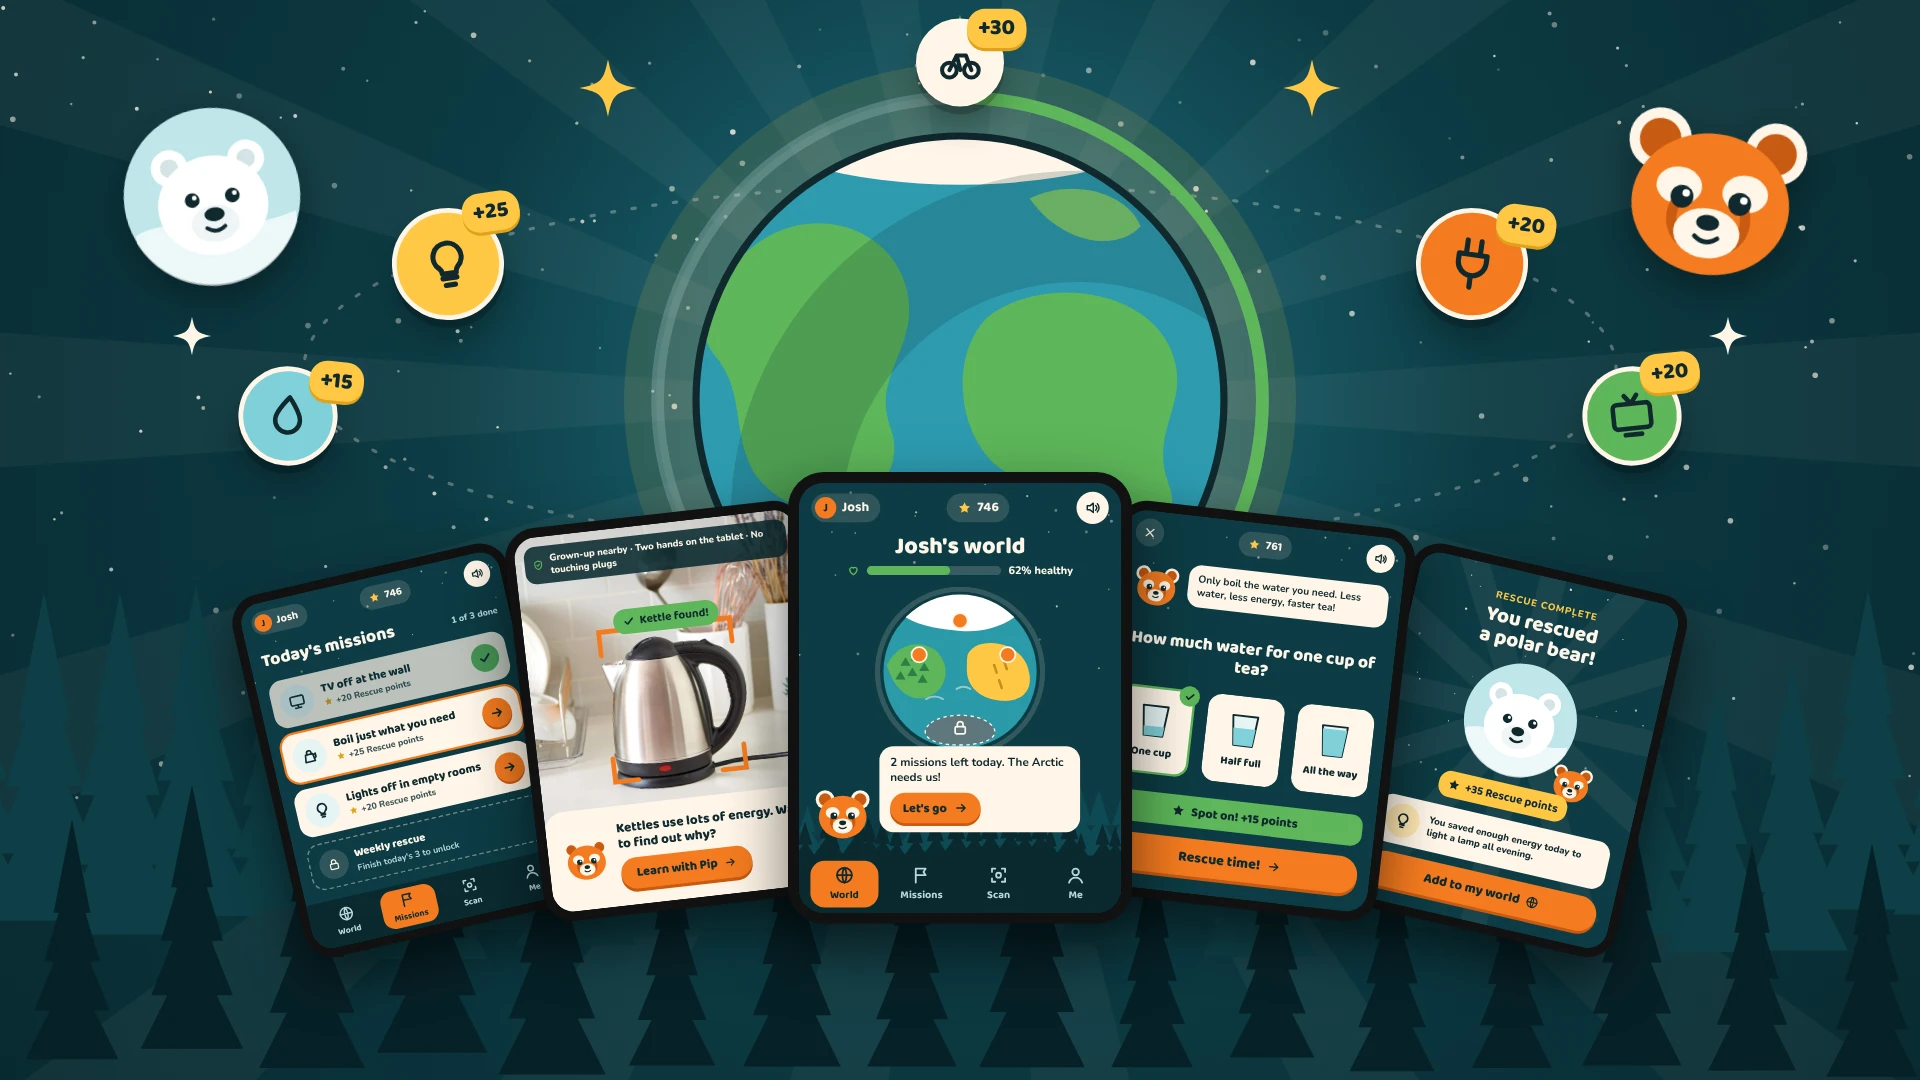 +30
+25
+20
+15
+20
J Josh
746
Today's missions
1 of 3 done
TV off at the wall
+20 Rescue points
Boil just what you need
+25 Rescue points
Lights off in empty rooms
+20 Rescue points
Weekly rescue
Finish today's 3 to unlock
World
Missions
Scan
Me
Grown-up nearby · Two hands on the tablet · No
touching plugs
Kettle found!
Kettles use lots of energy. W
to find out why?
Learn with Pip
J Josh
746
Josh's world
62% healthy
2 missions left today. The Arctic
needs us!
Let's go
World
Missions
Scan
Me
761
Only boil the water you need. Less
water, less energy, faster tea!
How much water for one cup of
tea?
One cup
Half full
All the way
Spot on! +15 points
Rescue time!
RESCUE COMPLETE
You rescued
a polar bear!
+35 Rescue points
You saved enough energy today to
light a lamp all evening.
Add to my world